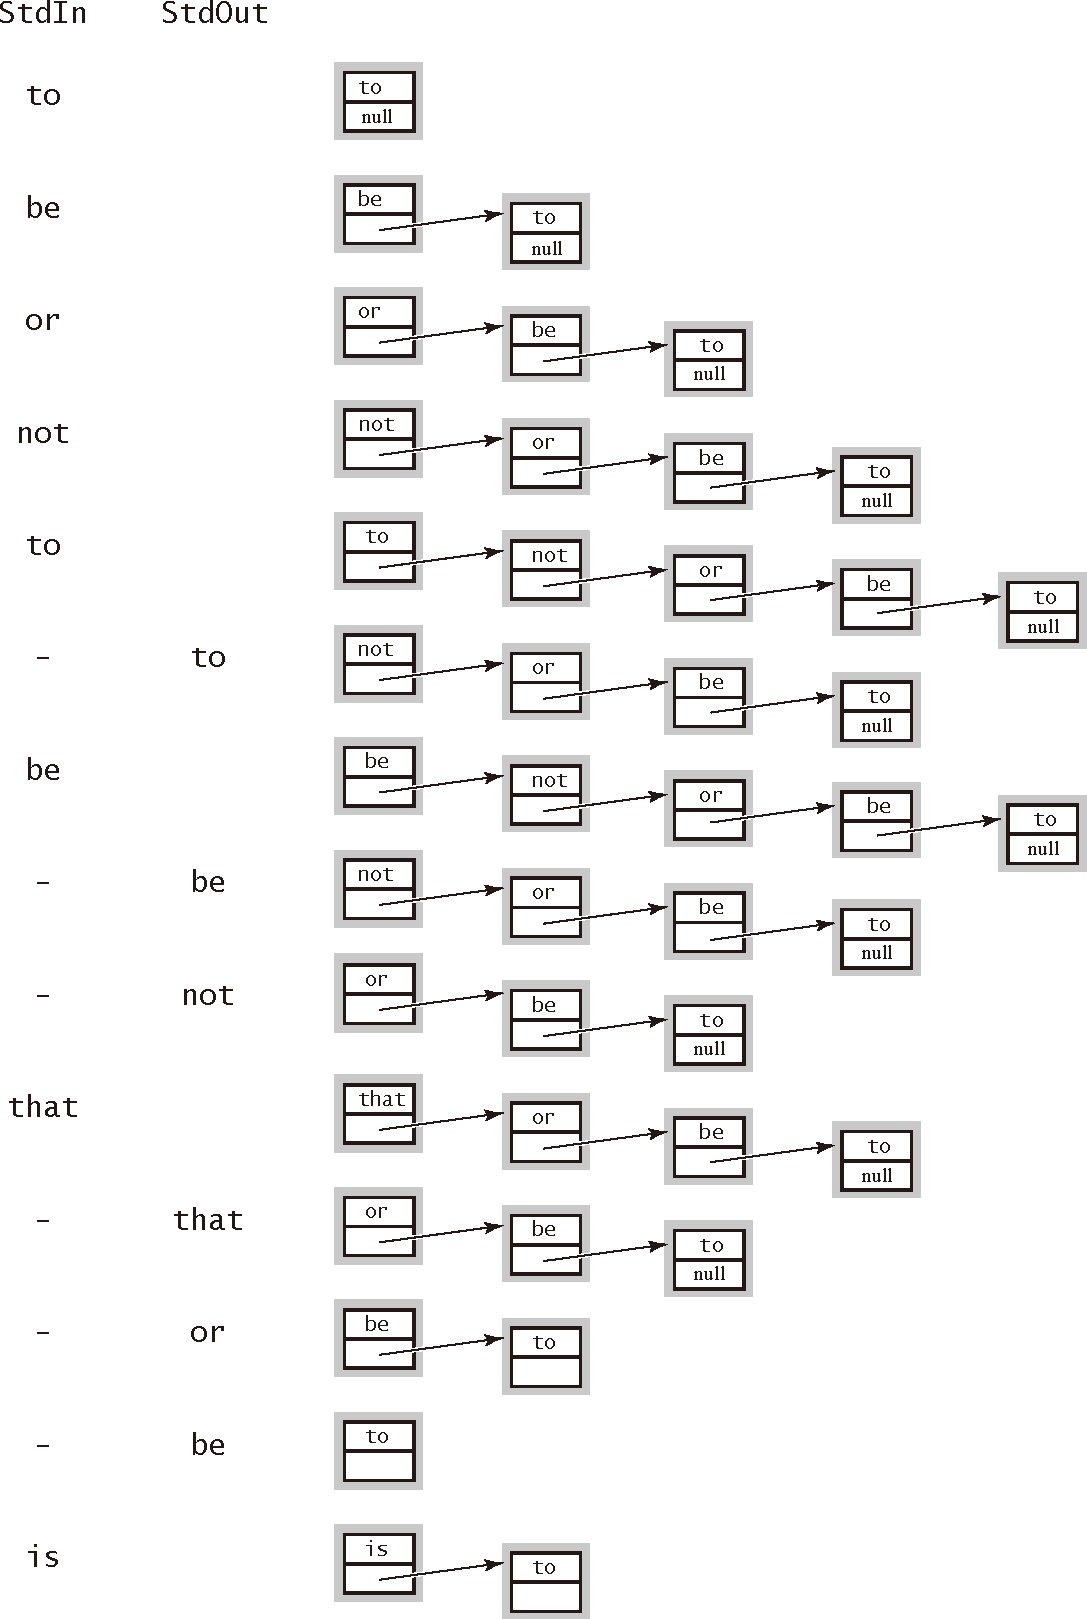 StdIn StdOut
to to
null
be be to
null
or or be to
null
not not or be to
null
to to not or be to
null
- to not or be to
null
be be not or be to
null
- be not or be to
null
- not or be to
null
that that or be to
null
- that or be to
null
- or be to
- be to
is is to